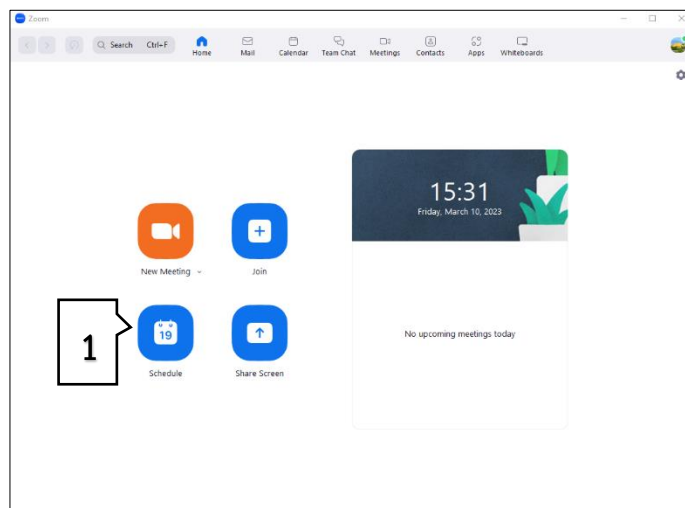 Zoom
Search Ctrl+F
Home
Mail
Calendar
Team Chat
Meetings
Contacts
Apps
Whiteboards
15:31
Friday, March 10, 2023
New Meeting
Join
1
19
Schedule
Share Screen
No upcoming meetings today